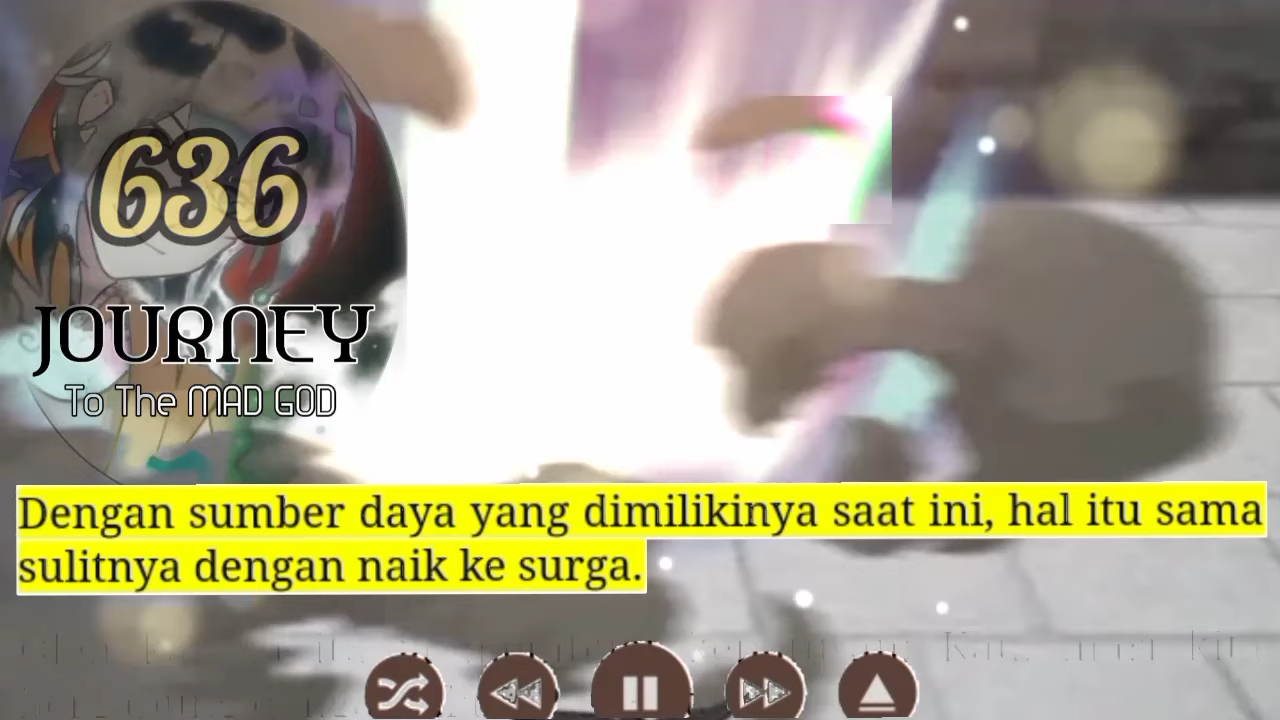 636
JOURNEY
To The MAD GOD
Dengan sumber daya yang dimilikinya saat ini, hal itu sama
sulitnya dengan naik ke surga.